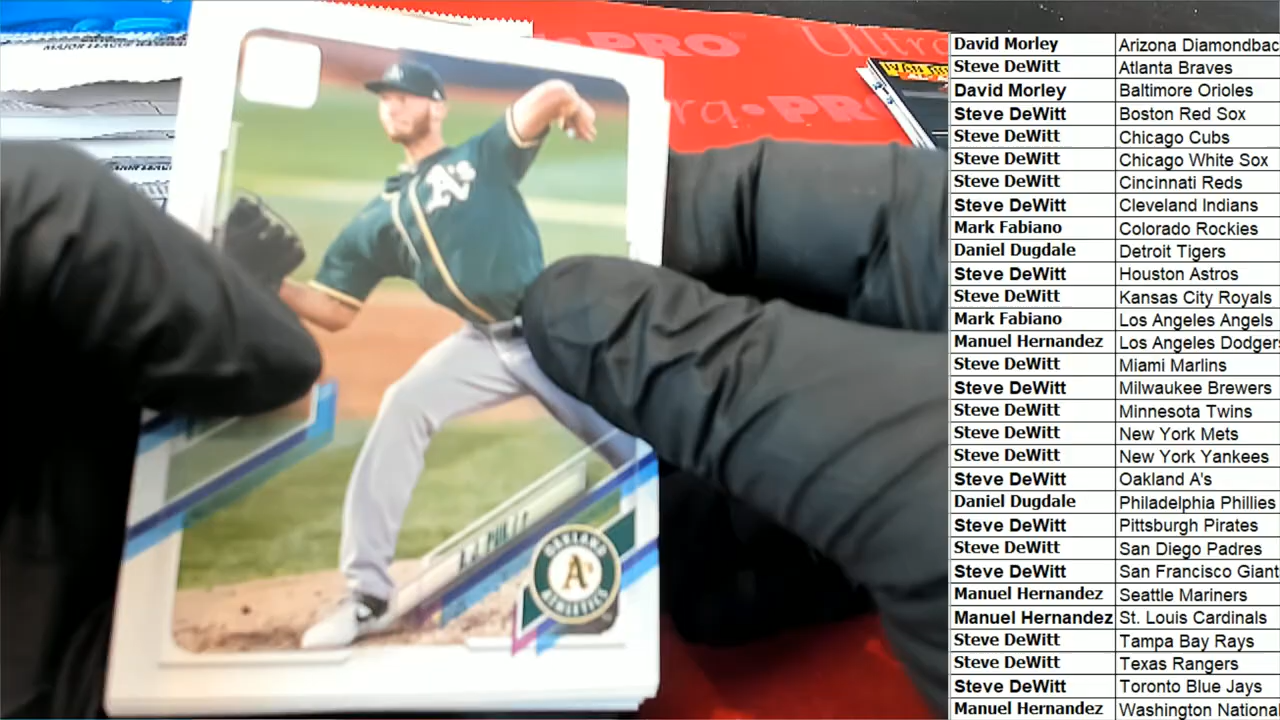 MAJOR LEAGUE BASEB
PRO Ultra
ra PRO
A's
A.J. PUK
OAKLAND
A's
ATHLETICS
David Morley Arizona Diamondbac
Steve DeWitt Atlanta Braves
David Morley Baltimore Orioles
Steve DeWitt Boston Red Sox
Steve DeWitt Chicago Cubs
Steve DeWitt Chicago White Sox
Steve DeWitt Cincinnati Reds
Steve DeWitt Cleveland Indians
Mark Fabiano Colorado Rockies
Daniel Dugdale Detroit Tigers
Steve DeWitt Houston Astros
Steve DeWitt Kansas City Royals
Mark Fabiano Los Angeles Angels
Manuel Hernandez Los Angeles Dodgers
Steve DeWitt Miami Marlins
Steve DeWitt Milwaukee Brewers
Steve DeWitt Minnesota Twins
Steve DeWitt New York Mets
Steve DeWitt New York Yankees
Steve DeWitt Oakland A's
Daniel Dugdale Philadelphia Phillies
Steve DeWitt Pittsburgh Pirates
Steve DeWitt San Diego Padres
Steve DeWitt San Francisco Giant
Manuel Hernandez Seattle Mariners
Manuel Hernandez St. Louis Cardinals
Steve DeWitt Tampa Bay Rays
Steve DeWitt Texas Rangers
Steve DeWitt Toronto Blue Jays
Manuel Hernandez Washington Nationa